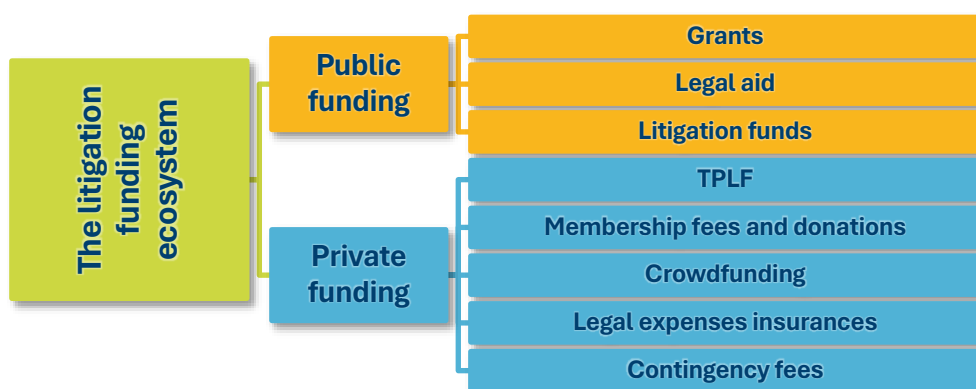 The litigation
funding
ecosystem
Public
funding
Grants
Legal aid
Litigation funds
Private
funding
TPLF
Membership fees and donations
Crowdfunding
Legal expenses insurances
Contingency fees